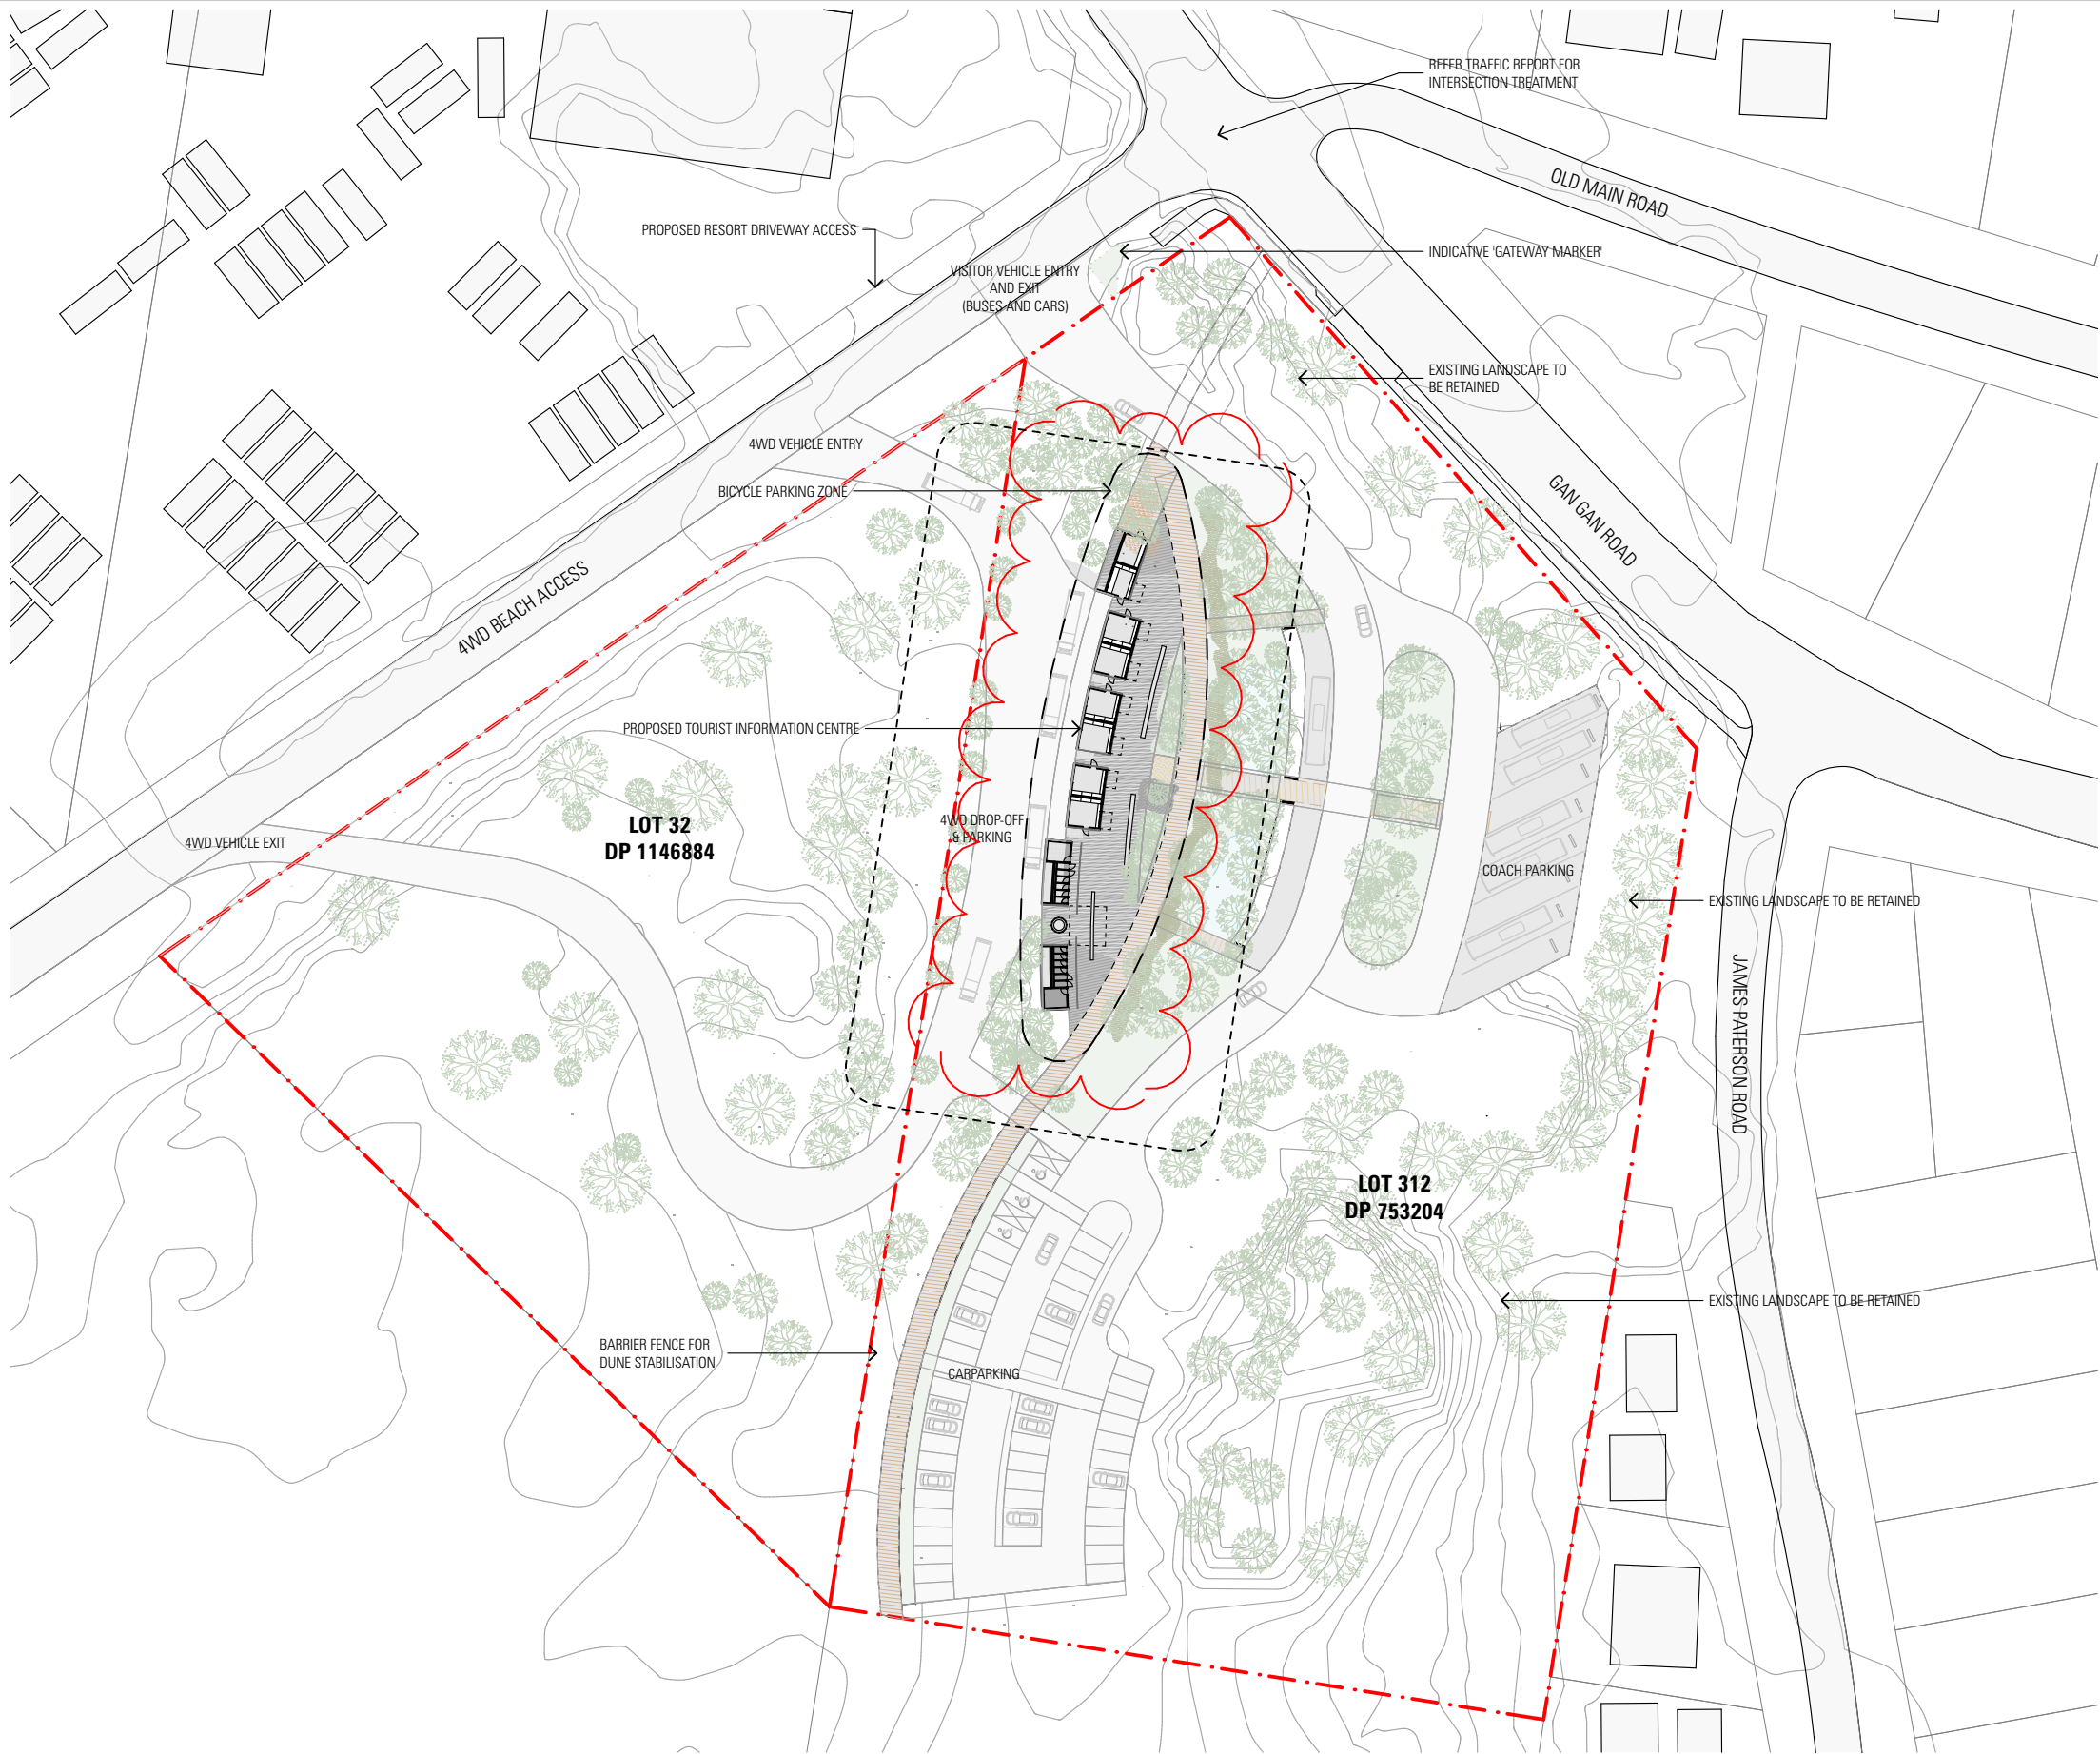 REFER TRAFFIC REPORT FOR
INTERSECTION TREATMENT
OLD MAIN ROAD
PROPOSED RESORT DRIVEWAY ACCESS
INDICATIVE 'GATEWAY MARKER'
VISITOR VEHICLE ENTRY
AND EXIT
(BUSES AND CARS)
EXISTING LANDSCAPE TO
BE RETAINED
4WD VEHICLE ENTRY
BICYCLE PARKING ZONE
GAN GAN ROAD
4WD BEACH ACCESS
PROPOSED TOURIST INFORMATION CENTRE
LOT 32
DP 1146884
4WD DROP-OFF
& PARKING
4WD VEHICLE EXIT
COACH PARKING
EXISTING LANDSCAPE TO BE RETAINED
JAMES PATERSON ROAD
LOT 312
DP 753204
EXISTING LANDSCAPE TO BE RETAINED
BARRIER FENCE FOR
DUNE STABILISATION
CARPARKING